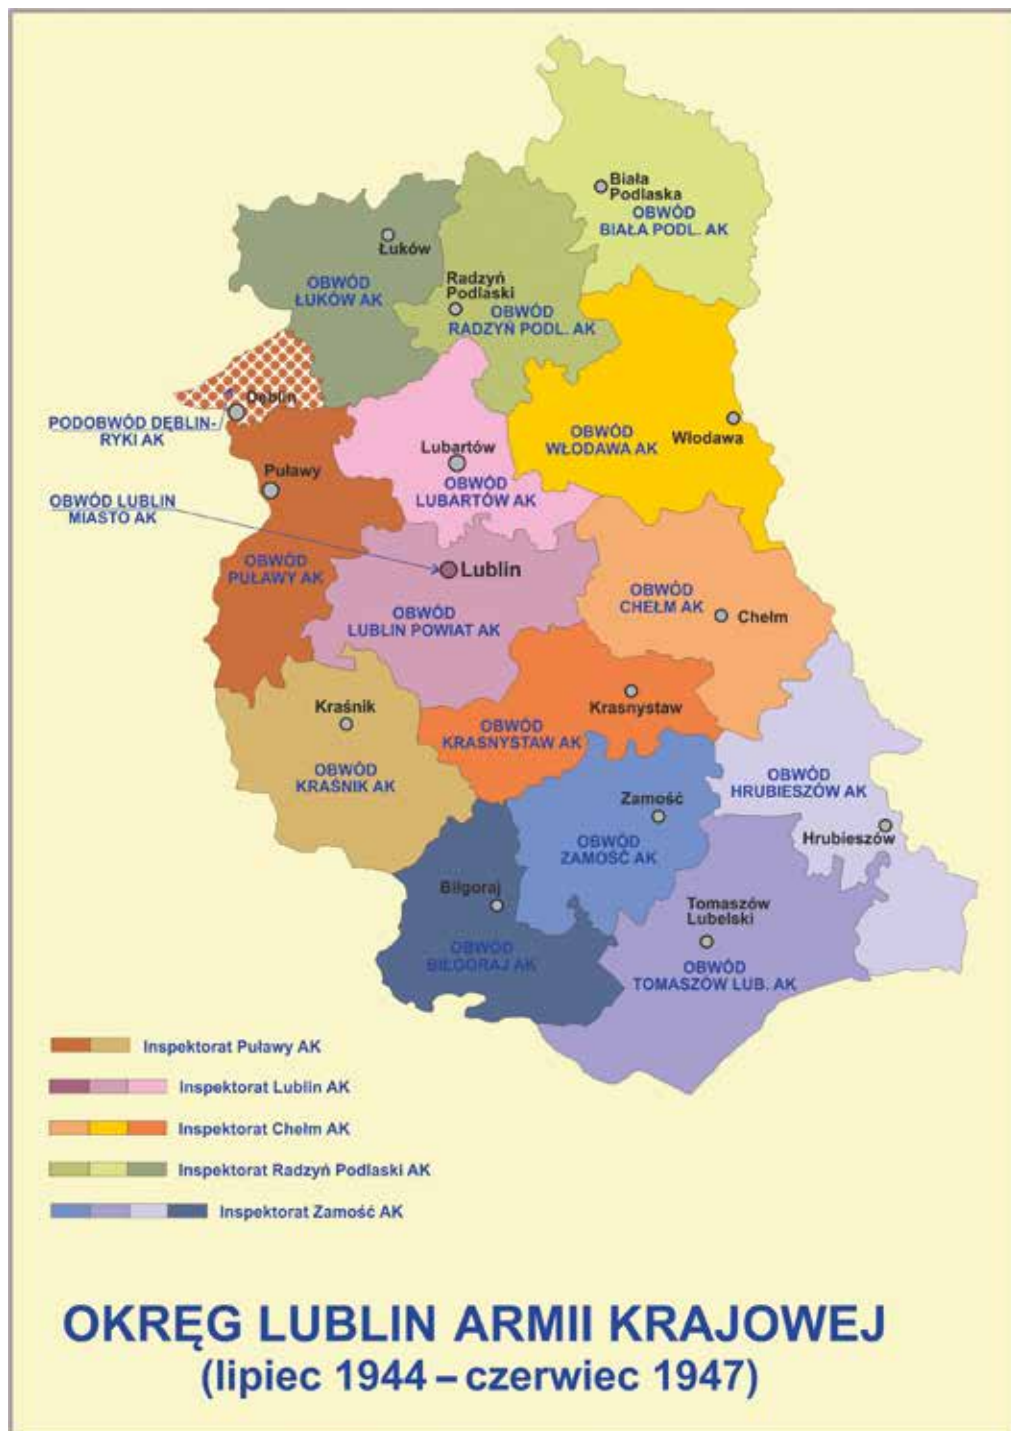 Biała
Podlaska
OBWÓD
BIAŁA PODL. AK
Łuków
OBWÓD
ŁUKÓW AK
Radzyń
Podlaski
OBWÓD
RADZYŃ PODL. AK
Dęblin
PODOBWÓD DĘBLIN-
RYKI AK
OBWÓD
WŁODAWA AK
Włodawa
Lubartów
OBWÓD
LUBARTÓW AK
Puławy
OBWÓD LUBLIN
MIASTO AK
OBWÓD
PUŁAWY AK
Lublin
OBWÓD
LUBLIN POWIAT AK
OBWÓD
CHEŁM AK
Chełm
Kraśnik
OBWÓD
KRAŚNIK AK
Krasnystaw
OBWÓD
KRASNYSTAW AK
OBWÓD
HRUBIESZÓW AK
Hrubieszów
Zamość
OBWÓD
ZAMOŚĆ AK
Biłgoraj
OBWÓD
BIŁGORAJ AK
Tomaszów
Lubelski
OBWÓD
TOMASZÓW LUB. AK
Inspektorat Puławy AK
Inspektorat Lublin AK
Inspektorat Chełm AK
Inspektorat Radzyń Podlaski AK
Inspektorat Zamość AK
OKRĘG LUBLIN ARMII KRAJOWEJ
(lipiec 1944 – czerwiec 1947)